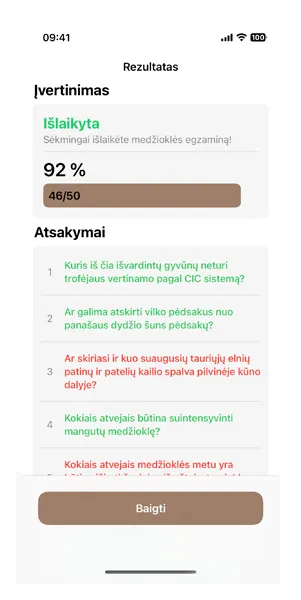 09:41
100
Rezultatas
Įvertinimas
Išlaikyta
Sėkmingai išlaikėte medžioklės egzaminą!
92 %
46/50
Atsakymai
1
Kuris iš čia išvardintų gyvūnų neturi
trofėjaus vertinamo pagal CIC sistemą?
2
Ar galima atskirti vilko pėdsakus nuo
panašaus dydžio šuns pėdsakų?
3
Ar skiriasi ir kuo suaugusių tauriųjų elnių
patinų ir patelių kailio spalva pilvinėje kūno
dalyje?
4
Kokiais atvejais būtina suintensyvinti
mangutų medžioklę?
Kokiais atvejais medžioklės metu yra
Baigti